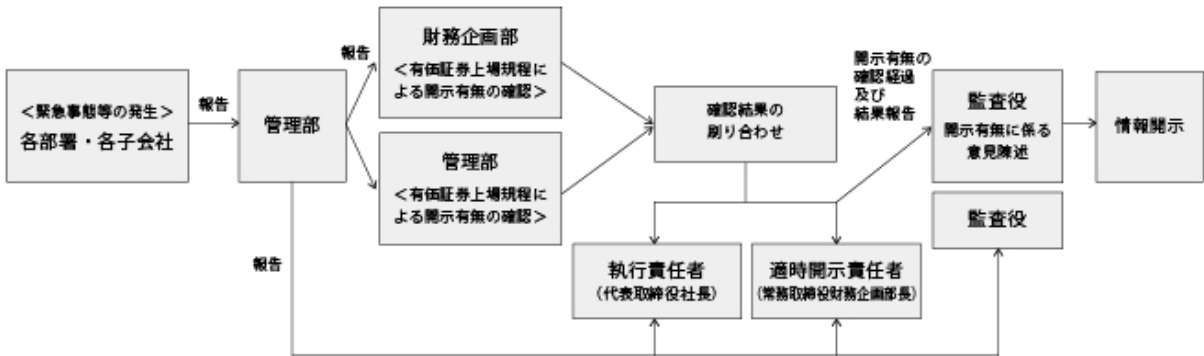 ＜緊急事態等の発生＞
各部署・各子会社
報告
管理部
報告
財務企画部
＜有価証券上場規程に
よる開示有無の確認＞
管理部
＜有価証券上場規程に
よる開示有無の確認＞
確認結果の
刷り合わせ
開示有無の
確認経過
及び
結果報告
監査役
開示有無に係る
意見陳述
情報開示
監査役
報告
執行責任者
（代表取締役社長）
適時開示責任者
（常務取締役財務企画部長）